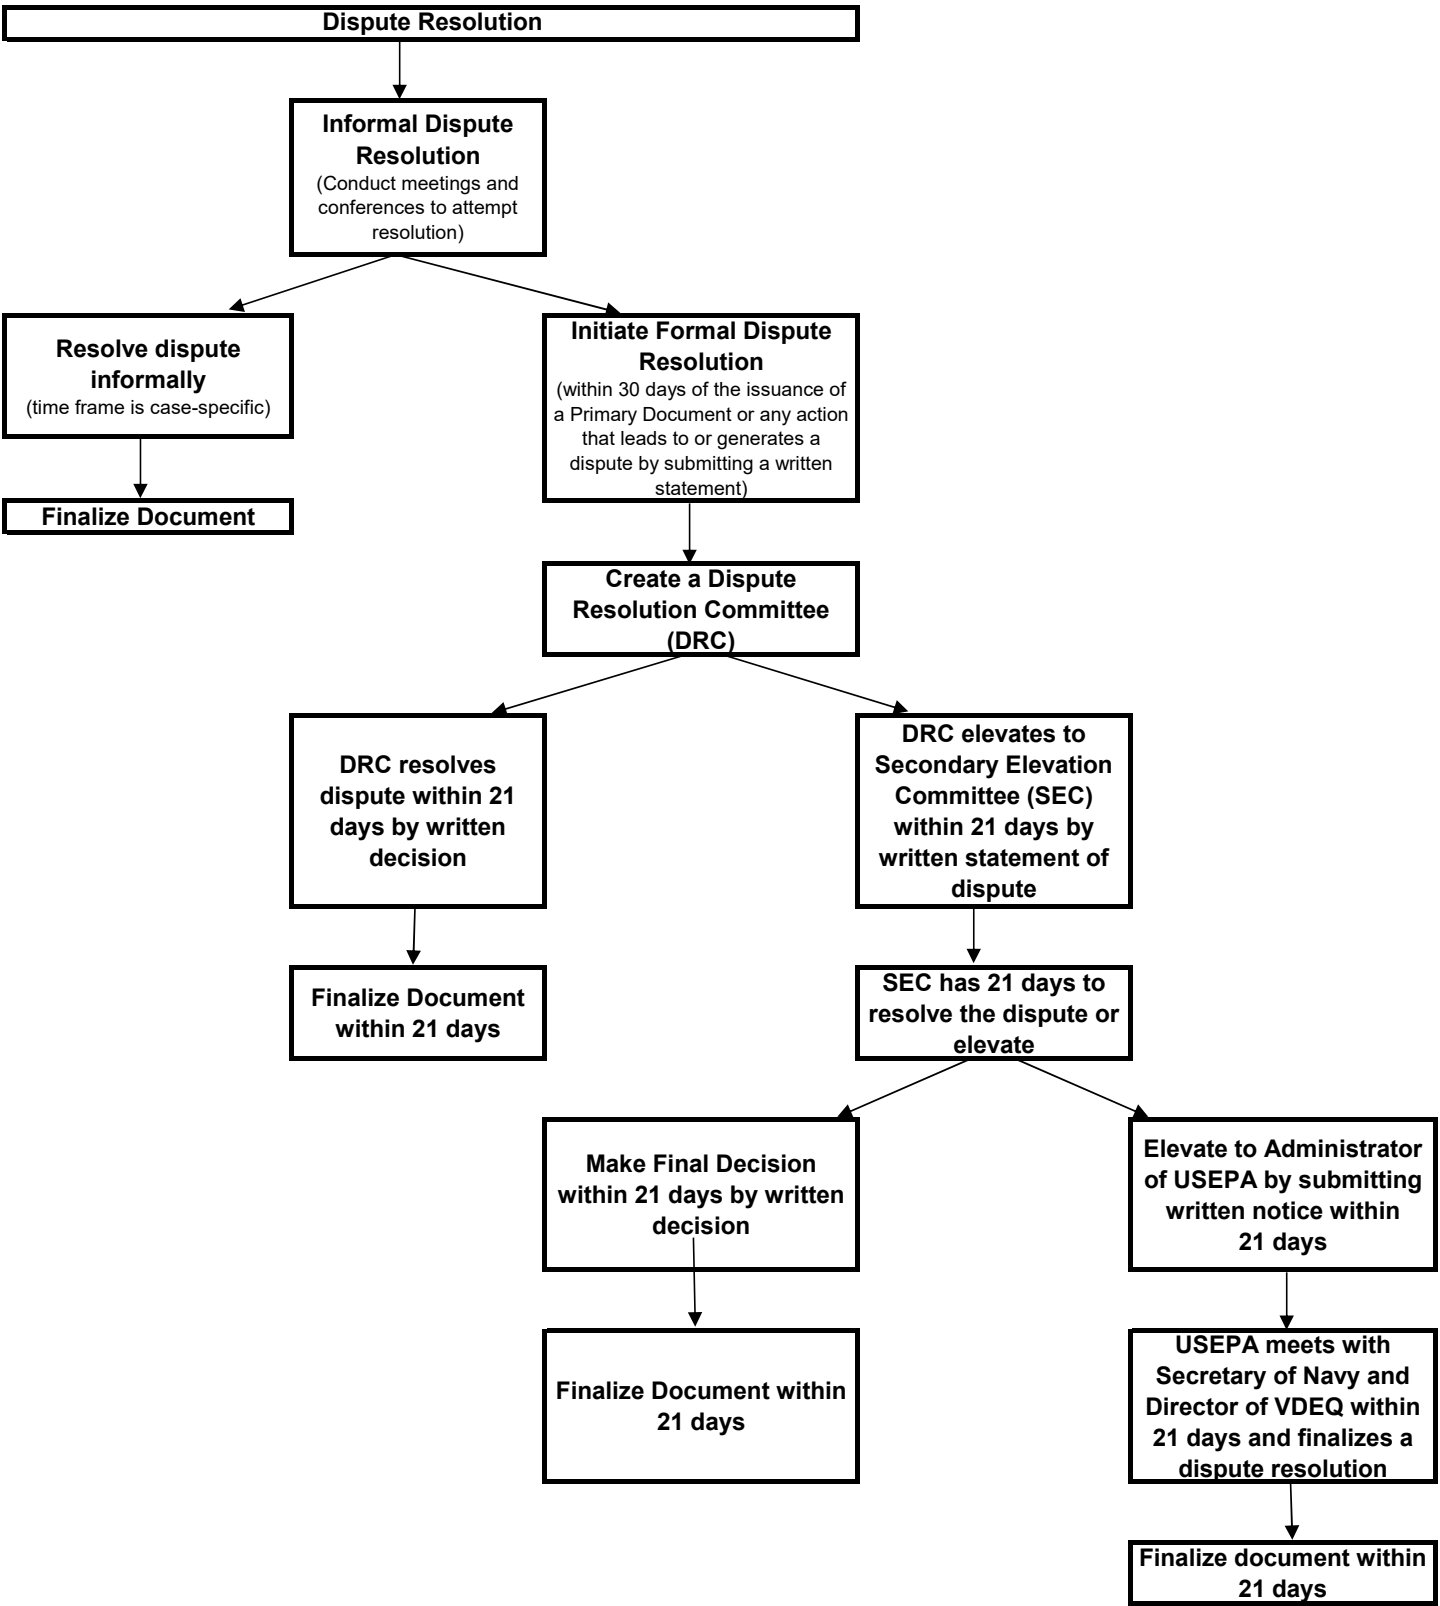 Dispute Resolution
Informal Dispute
Resolution
(Conduct meetings and
conferences to attempt
resolution)
Resolve dispute
informally
(time frame is case-specific)
Initiate Formal Dispute
Resolution
(within 30 days of the issuance of
a Primary Document or any action
that leads to or generates a
dispute by submitting a written
statement)
Finalize Document
Create a Dispute
Resolution Committee
(DRC)
DRC resolves
dispute within 21
days by written
decision
DRC elevates to
Secondary Elevation
Committee (SEC)
within 21 days by
written statement of
dispute
Finalize Document
within 21 days
SEC has 21 days to
resolve the dispute or
elevate
Make Final Decision
within 21 days by written
decision
Elevate to Administrator
of USEPA by submitting
written notice within
21 days
Finalize Document within
21 days
USEPA meets with
Secretary of Navy and
Director of VDEQ within
21 days and finalizes a
dispute resolution
Finalize document within
21 days